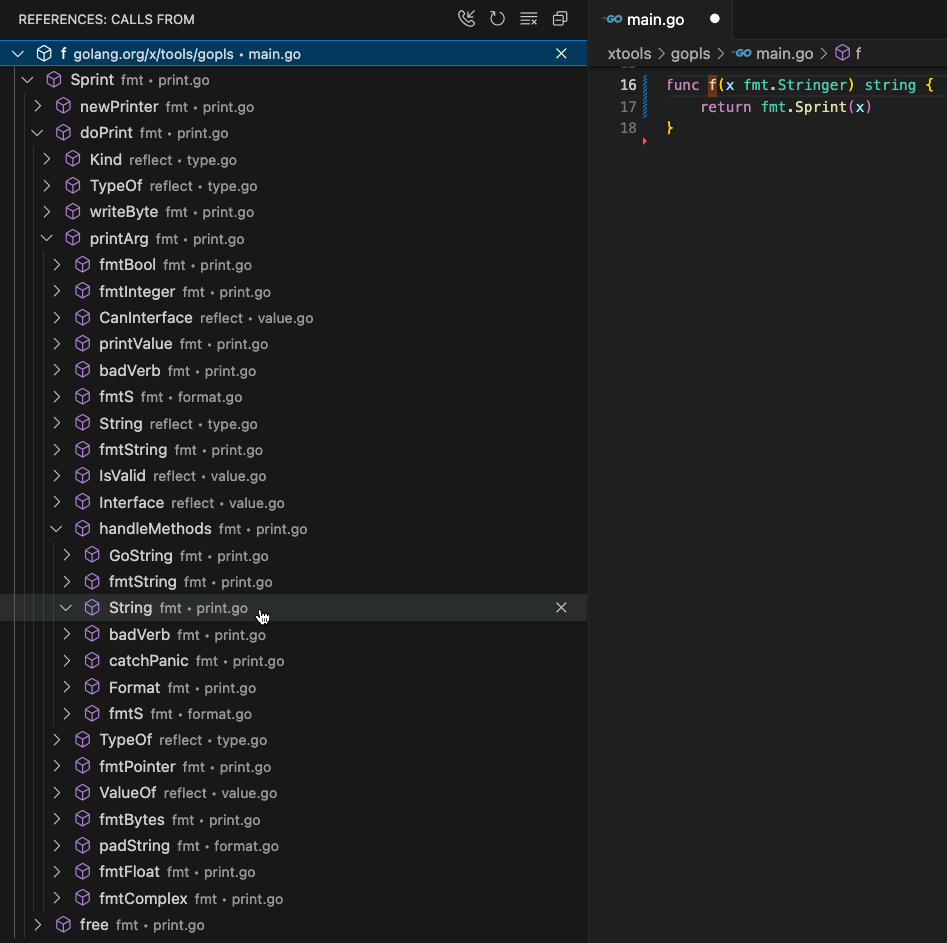 REFERENCES: CALLS FROM
f golang.org/x/tools/gopls • main.go
Sprint fmt • print.go
newPrinter fmt • print.go
doPrint fmt • print.go
Kind reflect • type.go
TypeOf reflect • type.go
writeByte fmt • print.go
printArg fmt • print.go
fmtBool fmt • print.go
fmtInteger fmt • print.go
CanInterface reflect • value.go
printValue fmt • print.go
badVerb fmt • print.go
fmtS fmt • format.go
String reflect • type.go
fmtString fmt • print.go
IsValid reflect • value.go
Interface reflect • value.go
handleMethods fmt • print.go
GoString fmt • print.go
fmtString fmt • print.go
String fmt • print.go
badVerb fmt • print.go
catchPanic fmt • print.go
Format fmt • print.go
fmtS fmt • format.go
TypeOf reflect • type.go
fmtPointer fmt • print.go
ValueOf reflect • value.go
fmtBytes fmt • print.go
padString fmt • format.go
fmtFloat fmt • print.go
fmtComplex fmt • print.go
free fmt • print.go
GO main.go
xtools > gopls > GO main.go > f
16 func f(x fmt.Stringer) string {
17 return fmt.Sprint(x)
18 }